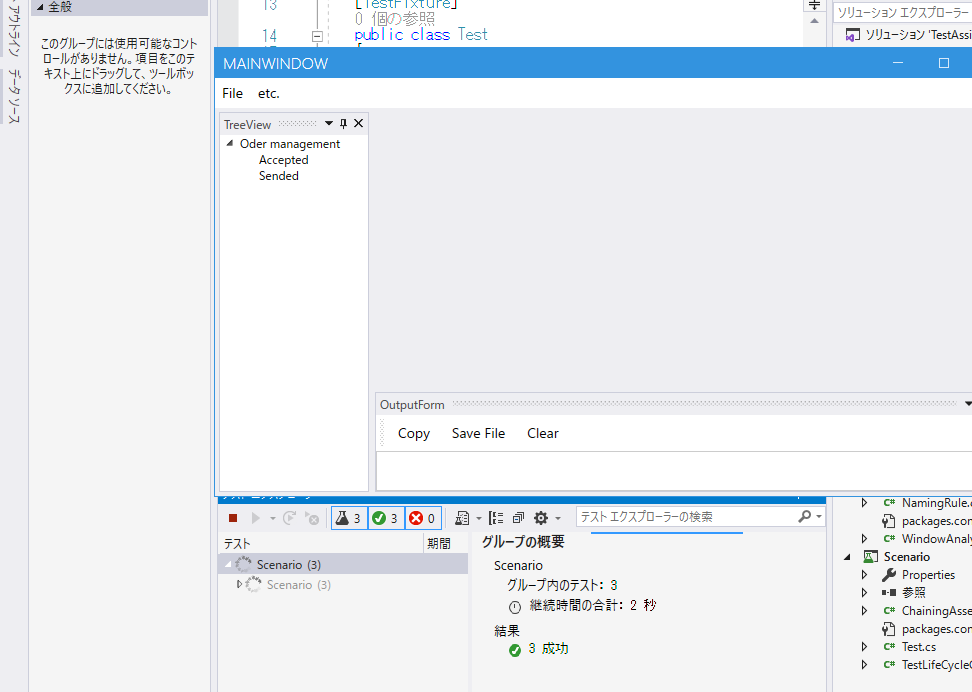 アウトライン
データ ソース
全般
このグループには使用可能なコント
ロールがありません。項目をこのテ
キスト上にドラッグして、ツールボッ
クスに追加してください。
13
[TestFixture]
0 個の参照
14
public class Test
ソリューション エクスプローラー
ソリューション 'TestAssi
MAINWINDOW
File etc.
TreeView
Oder management
Accepted
Sended
OutputForm
Copy Save File Clear
3 3 0
テスト エクスプローラーの検索
テスト 期間
Scenario (3)
Scenario (3)
グループの概要
Scenario
グループ内のテスト: 3
継続時間の合計: 2 秒
結果
3 成功
C# NamingRule.c
packages.con
C# WindowAnaly
Scenario
Properties
参照
C# ChainingAsse
packages.con
C# Test.cs
C# TestLifeCycleC